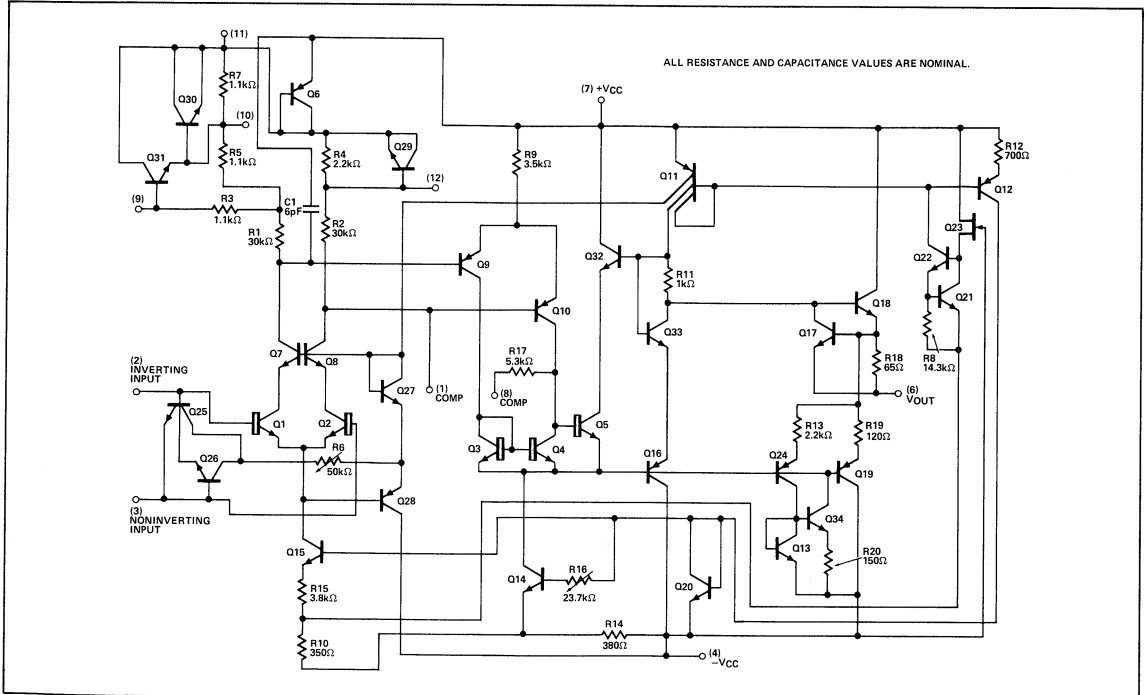 ALL RESISTANCE AND CAPACITANCE VALUES ARE NOMINAL.
(11)
R7
1.1kΩ
Q30
(10)
R5
1.1kΩ
Q31
(9)
R3
1.1kΩ
R1
30kΩ
C1
6pF
Q6
R4
2.2kΩ
Q29
(12)
R2
30kΩ
R9
3.5kΩ
(7) +VCC
Q11
R12
700Ω
Q12
Q23
Q22
Q21
R8
14.3kΩ
Q9
Q10
Q32
R11
1kΩ
Q33
Q18
Q17
R18
65Ω
(6)
VOUT
Q7
Q8
Q27
(1)
COMP
R17
5.3kΩ
(8)
COMP
(2)
INVERTING
INPUT
Q25
Q1
Q2
Q26
R6
50kΩ
Q3
Q4
Q5
Q16
R13
2.2kΩ
R19
120Ω
Q24
Q19
(3)
NONINVERTING
INPUT
Q28
Q34
Q13
R20
150Ω
Q15
R15
3.8kΩ
R10
350Ω
Q14
R16
23.7kΩ
Q20
R14
380Ω
(4)
−VCC